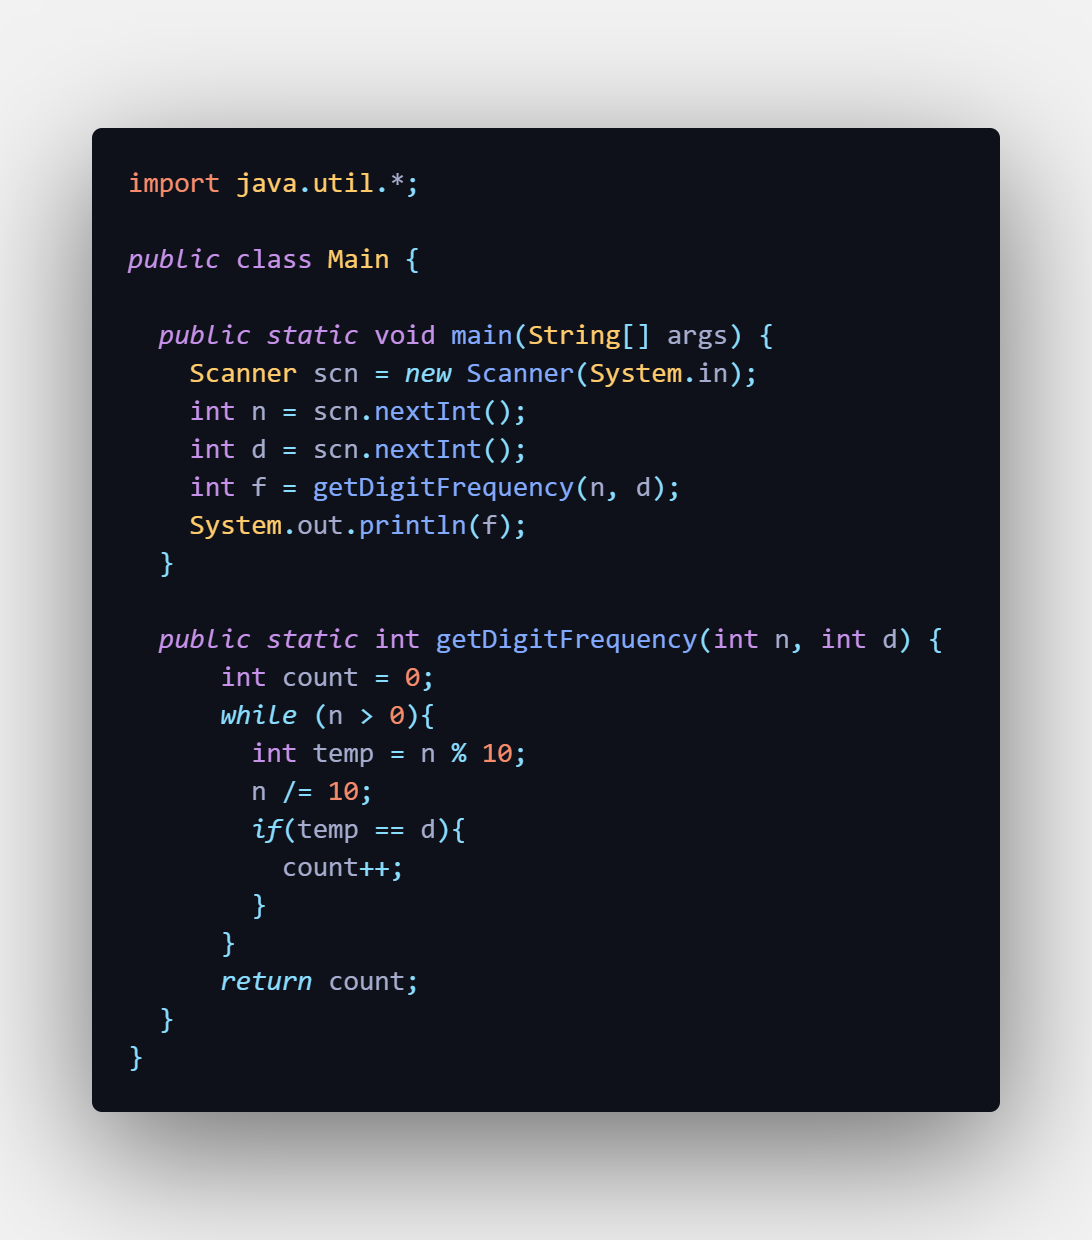 import java.util.*;

public class Main {

  public static void main(String[] args) {
    Scanner scn = new Scanner(System.in);
    int n = scn.nextInt();
    int d = scn.nextInt();
    int f = getDigitFrequency(n, d);
    System.out.println(f);
  }

  public static int getDigitFrequency(int n, int d) {
      int count = 0;
      while (n > 0){
        int temp = n % 10;
        n /= 10;
        if(temp == d){
          count++;
        }
      }
      return count;
  }
}